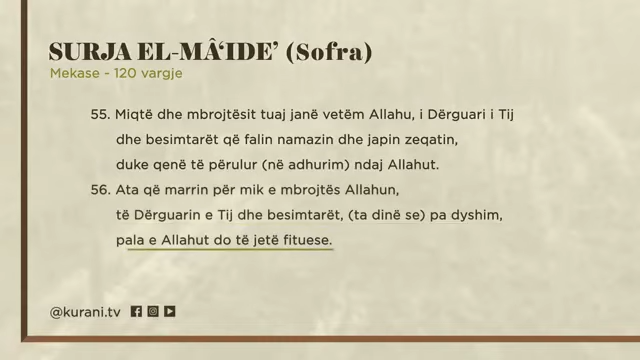 SURJA EL-MÂ‘IDE’ (Sofra)
Mekase - 120 vargje
55. Miqtë dhe mbrojtësit tuaj janë vetëm Allahu, i Dërguari i Tij
dhe besimtarët që falin namazin dhe japin zeqatin,
duke qenë të përulur (në adhurim) ndaj Allahut.
56. Ata që marrin për mik e mbrojtës Allahun,
të Dërguarin e Tij dhe besimtarët, (ta dinë se) pa dyshim,
pala e Allahut do të jetë fituese.
@kurani.tv